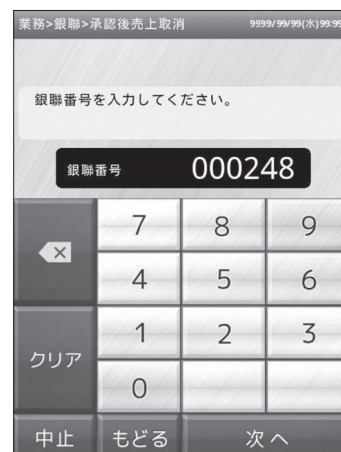 業務>銀聯>承認後売上取消 9999/99/99(水)99:99
銀聯番号を入力してください。
銀聯番号 000248
7 8 9
4 5 6
クリア 1 2 3
0
中止 もどる 次へ